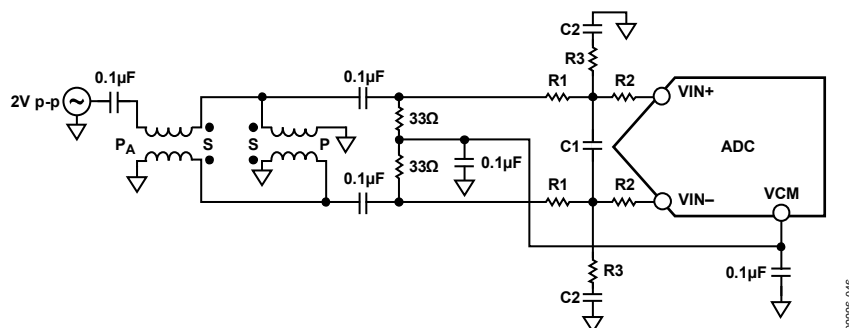 C2
R3
0.1µF
0.1µF
R1
R2
2V p-p
VIN+
33Ω
PA
S
S
P
C1
ADC
33Ω
0.1µF
0.1µF
R1
R2
VIN–
VCM
R3
0.1µF
C2